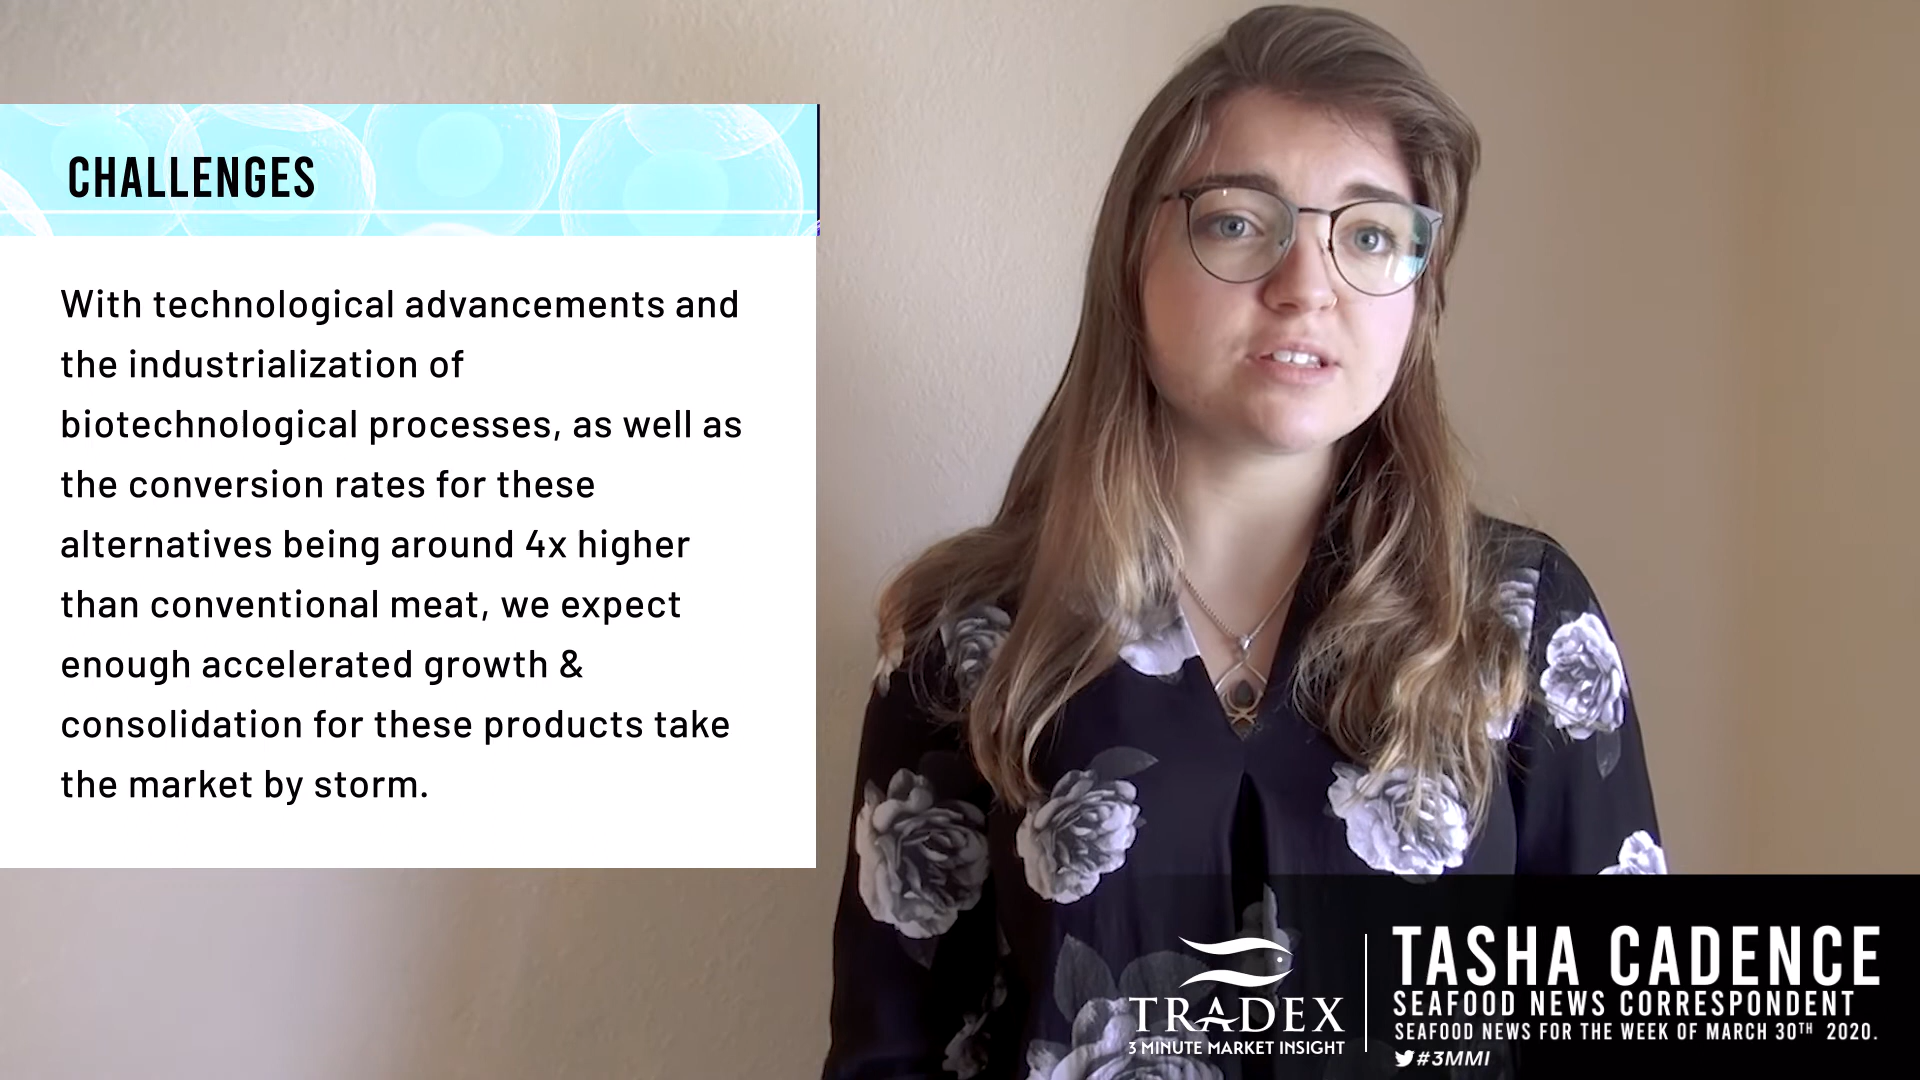 CHALLENGES
With technological advancements and
the industrialization of
biotechnological processes, as well as
the conversion rates for these
alternatives being around 4x higher
than conventional meat, we expect
enough accelerated growth &
consolidation for these products take
the market by storm.
TRADEX
3 MINUTE MARKET INSIGHT
TASHA CADENCE
SEAFOOD NEWS CORRESPONDENT
SEAFOOD NEWS FOR THE WEEK OF MARCH 30TH 2020.
#3MMI